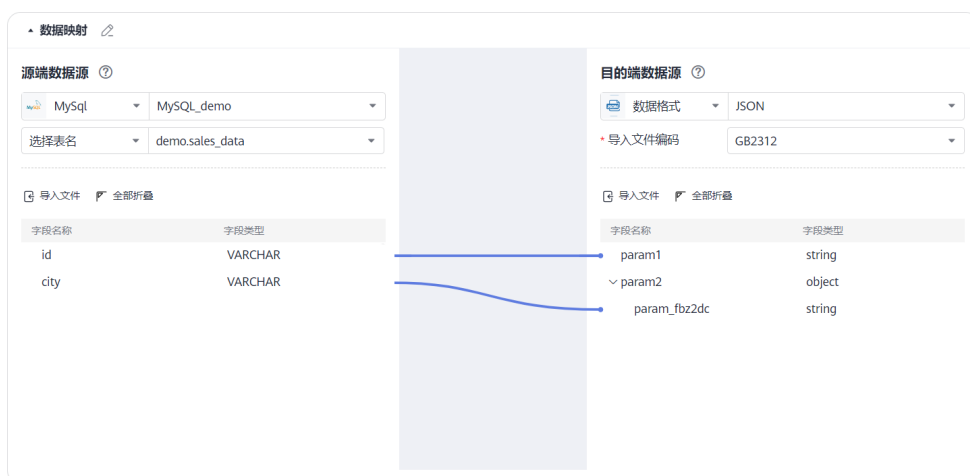 数据映射
源端数据源
目的端数据源
MySql MySQL_demo
数据格式 JSON
选择表名 demo.sales_data
* 导入文件编码 GB2312
导入文件 全部折叠
导入文件 全部折叠
字段名称 字段类型
字段名称 字段类型
id VARCHAR
param1 string
city VARCHAR
param2 object
param_fbz2dc string